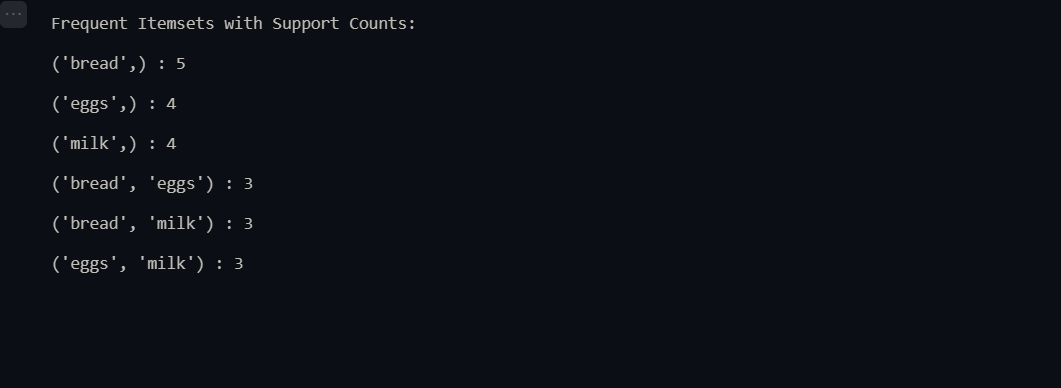 Frequent Itemsets with Support Counts:
('bread',) : 5
('eggs',) : 4
('milk',) : 4
('bread', 'eggs') : 3
('bread', 'milk') : 3
('eggs', 'milk') : 3